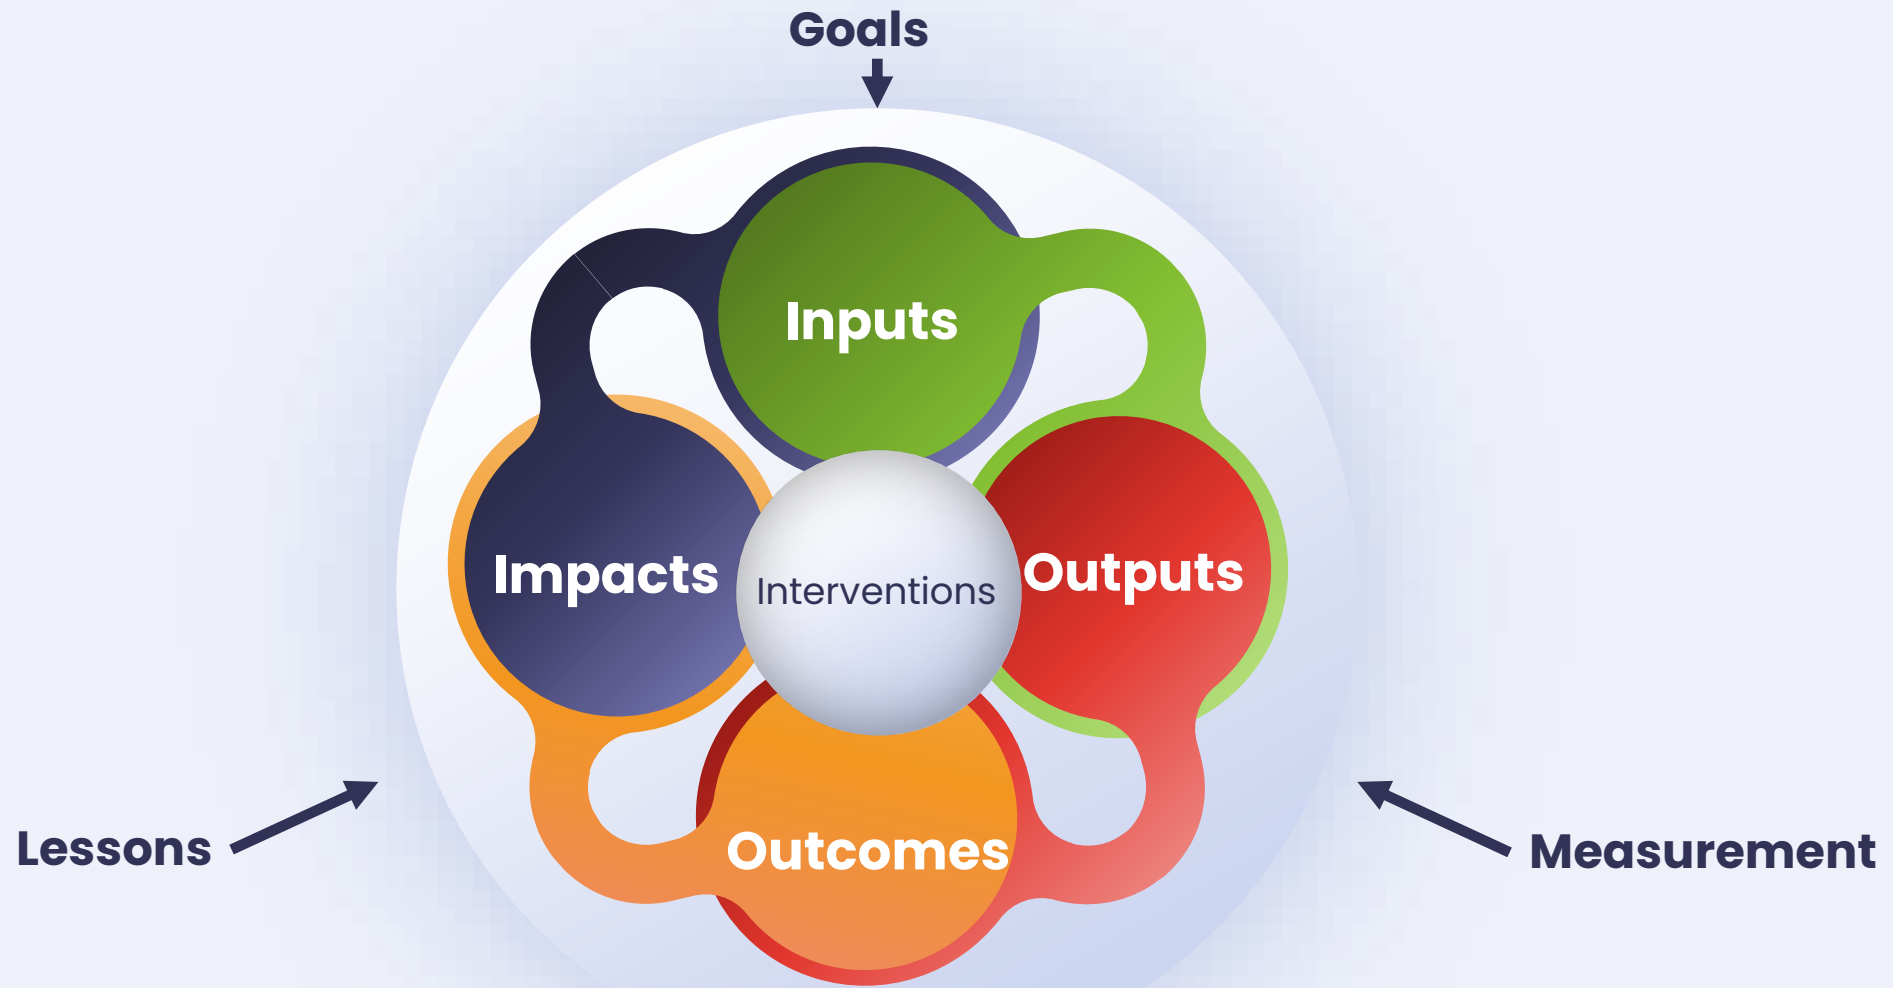 Goals
Inputs
Impacts
Interventions
Outputs
Outcomes
Lessons
Measurement